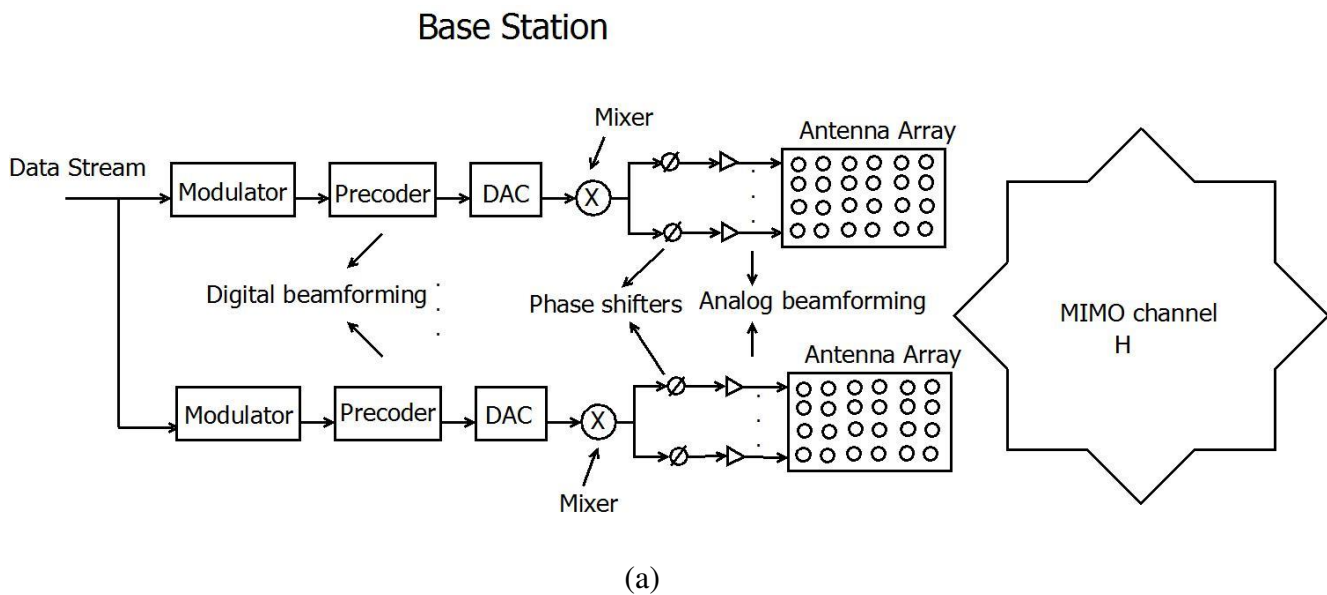 Base Station
Mixer
Antenna Array
Data Stream
Modulator
Precoder
DAC
X
Digital beamforming
Phase shifters
Analog beamforming
MIMO channel
H
Antenna Array
Modulator
Precoder
DAC
X
Mixer
(a)